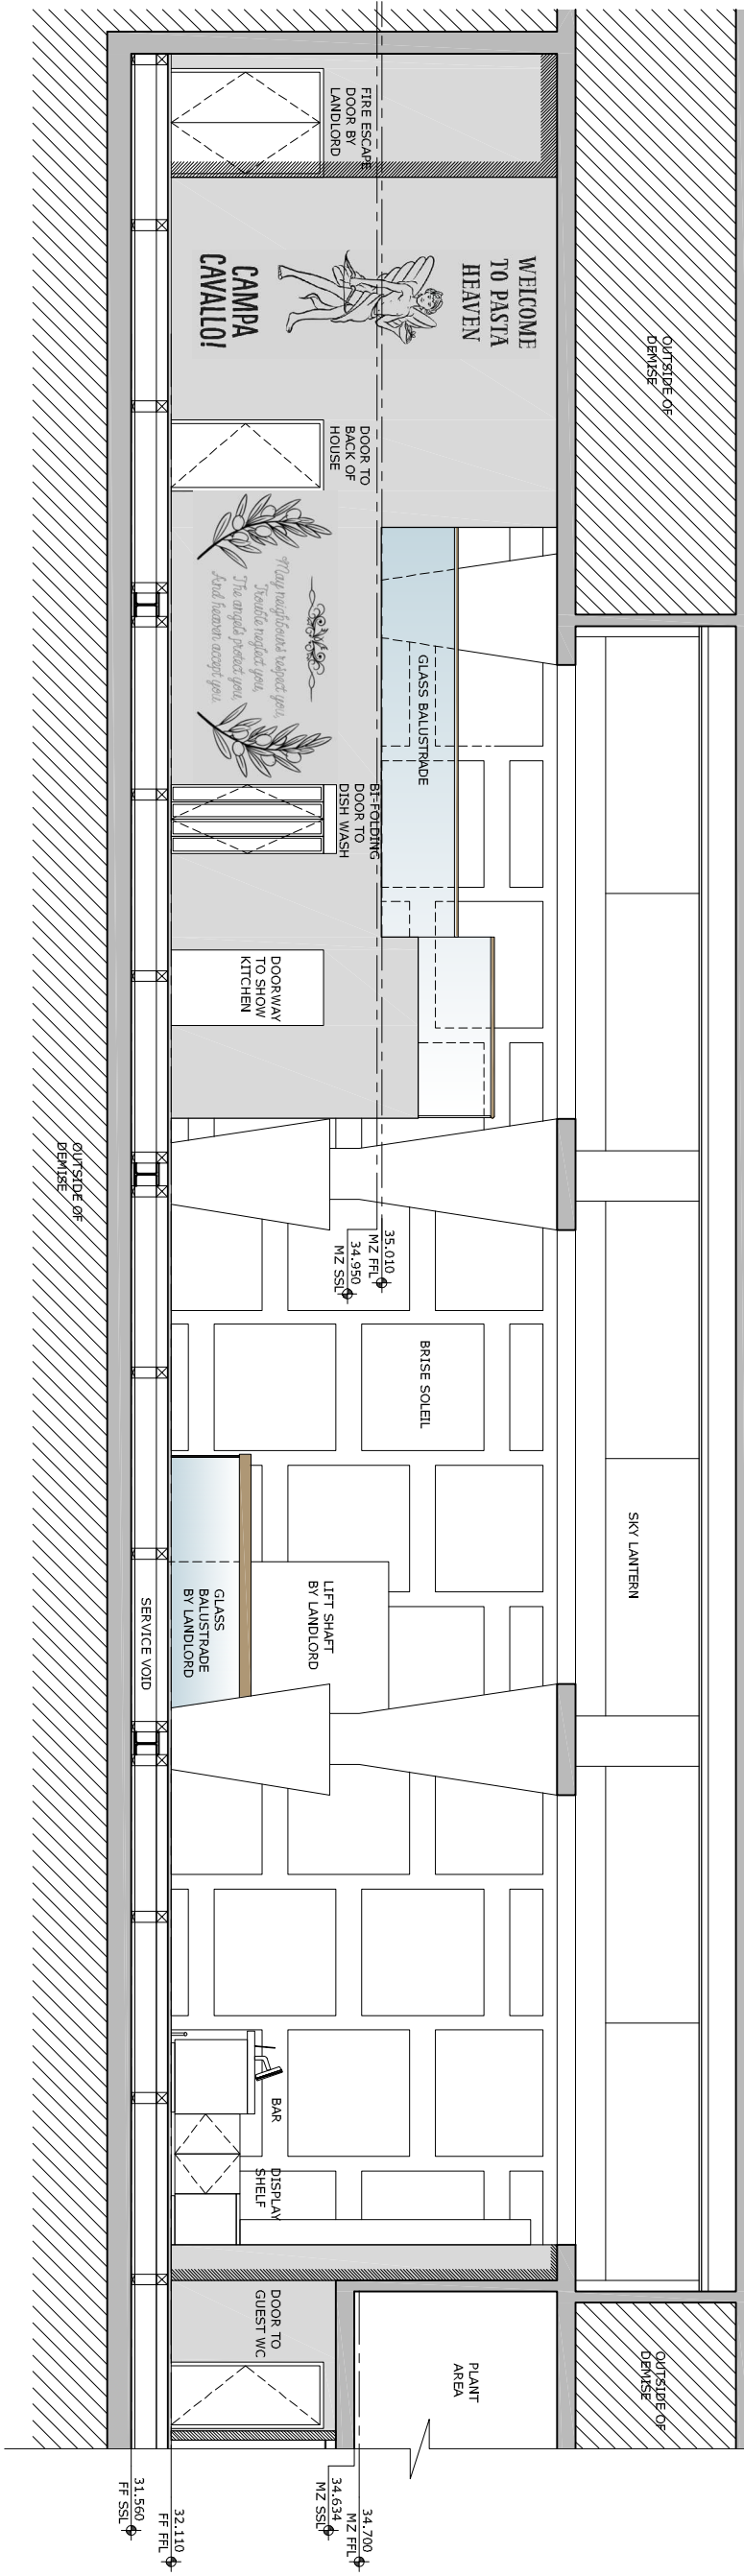 OUTSIDE OF
DEMISE
SKY LANTERN
OUTSIDE OF
DEMISE
FIRE ESCAPE
DOOR BY
LANDLORD
WELCOME
TO PASTA
HEAVEN
CAMPA
CAVALLO!
DOOR TO
BACK OF
HOUSE
May neighbours respect you,
Trouble neglect you,
The angels protect you,
And heaven accept you.
GLASS BALUSTRADE
BI-FOLDING
DOOR TO
DISH WASH
DOORWAY
TO SHOW
KITCHEN
35.010
MZ FFL
34.950
MZ SSL
BRISE SOLEIL
LIFT SHAFT
BY LANDLORD
GLASS
BALUSTRADE
BY LANDLORD
BAR
DISPLAY
SHELF
DOOR TO
GUEST WC
PLANT
AREA
34.700
MZ FFL
34.634
MZ SSL
32.110
FF FFL
31.560
FF SSL
SERVICE VOID
OUTSIDE OF
DEMISE